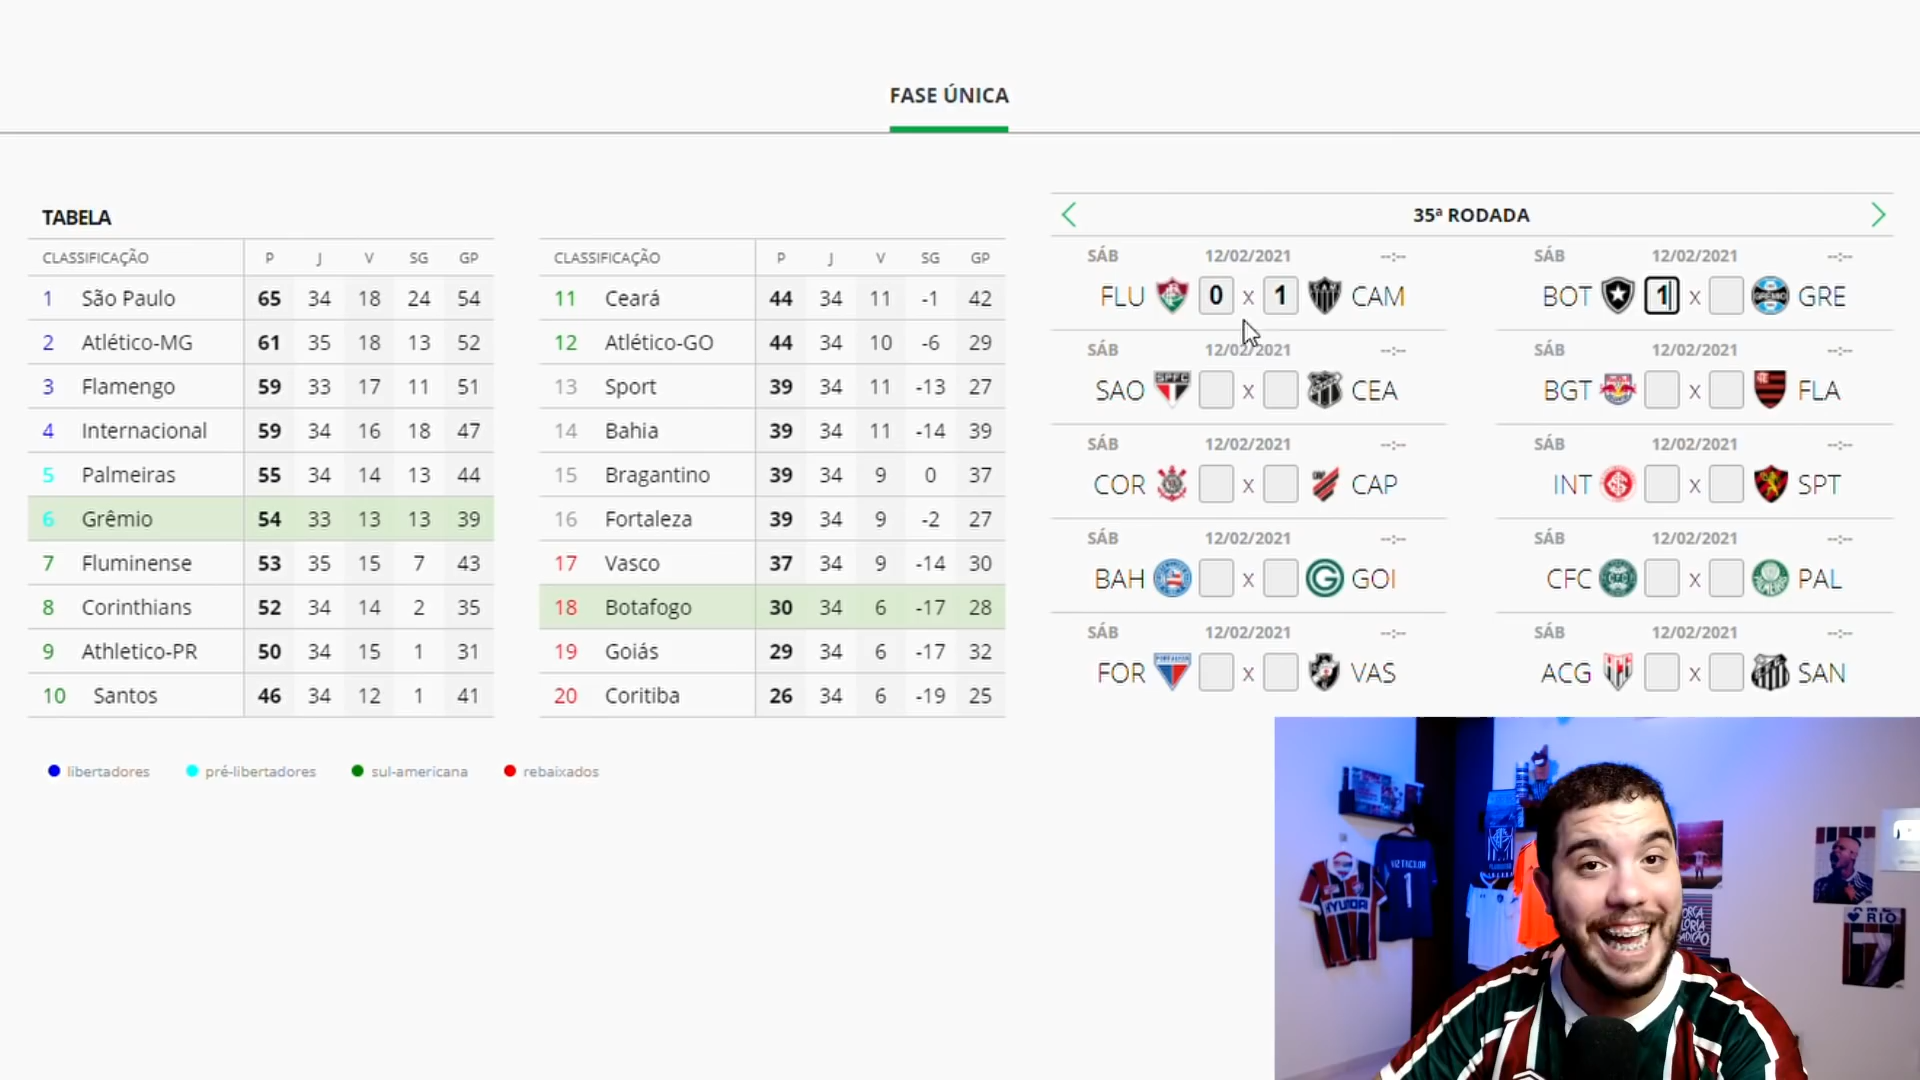 FASE ÚNICA
TABELA
CLASSIFICAÇÃO P J V SG GP
1 São Paulo 65 34 18 24 54
2 Atlético-MG 61 35 18 13 52
3 Flamengo 59 33 17 11 51
4 Internacional 59 34 16 18 47
5 Palmeiras 55 34 14 13 44
6 Grêmio 54 33 13 13 39
7 Fluminense 53 35 15 7 43
8 Corinthians 52 34 14 2 35
9 Athletico-PR 50 34 15 1 31
10 Santos 46 34 12 1 41
CLASSIFICAÇÃO P J V SG GP
11 Ceará 44 34 11 -1 42
12 Atlético-GO 44 34 10 -6 29
13 Sport 39 34 11 -13 27
14 Bahia 39 34 11 -14 39
15 Bragantino 39 34 9 0 37
16 Fortaleza 39 34 9 -2 27
17 Vasco 37 34 9 -14 30
18 Botafogo 30 34 6 -17 28
19 Goiás 29 34 6 -17 32
20 Coritiba 26 34 6 -19 25
libertadores pré-libertadores sul-americana rebaixados
35ª RODADA
SÁB 12/02/2021 --:--
FLU 0 x 1 CAM
SÁB 12/02/2021 --:--
BOT 1 x GRE
SÁB 12/02/2021 --:--
SAO x CEA
SÁB 12/02/2021 --:--
BGT x FLA
SÁB 12/02/2021 --:--
COR x CAP
SÁB 12/02/2021 --:--
INT x SPT
SÁB 12/02/2021 --:--
BAH x GOI
SÁB 12/02/2021 --:--
CFC x PAL
SÁB 12/02/2021 --:--
FOR x VAS
SÁB 12/02/2021 --:--
ACG x SAN
HYUNDAI
1
RIO